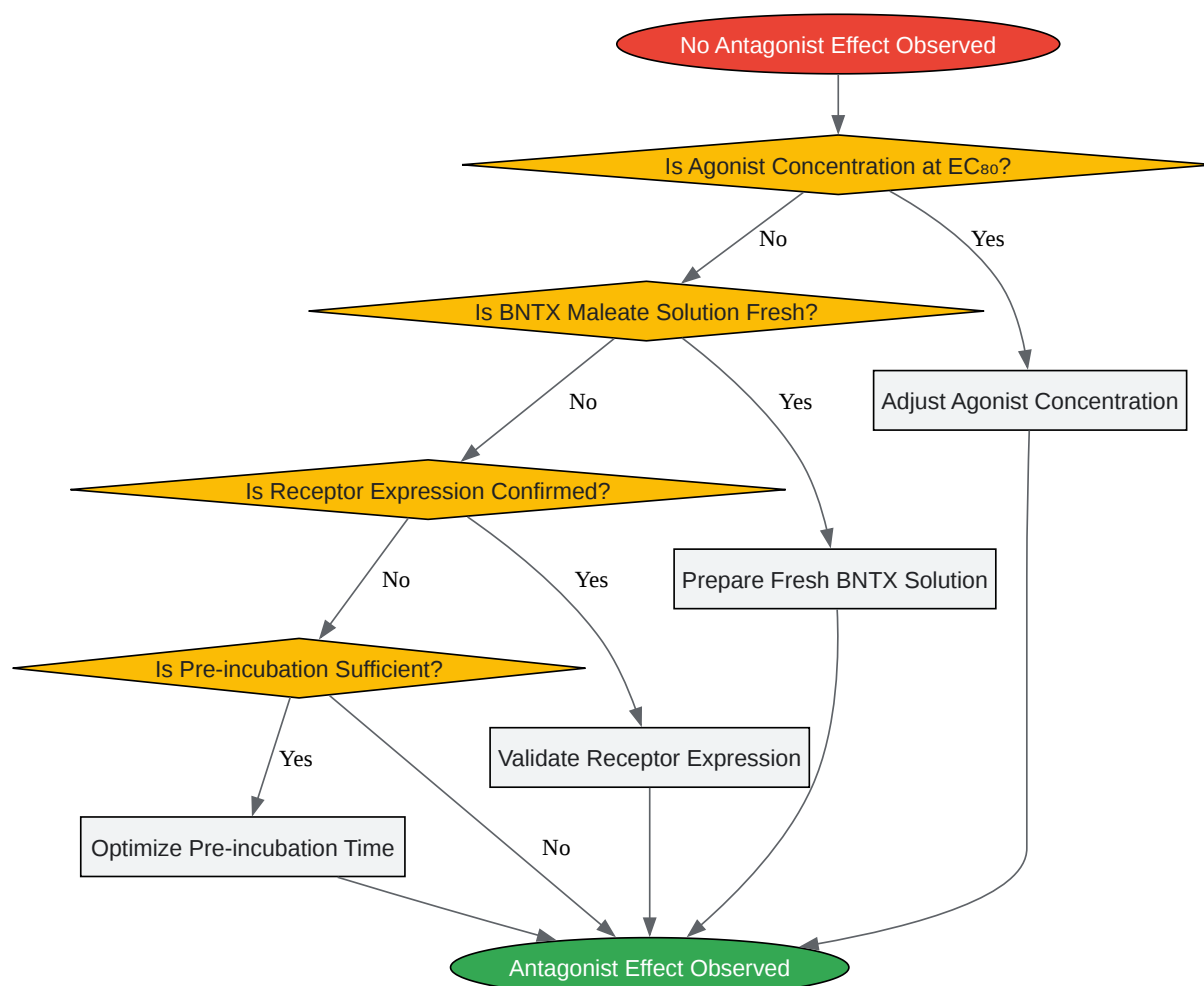 No Antagonist Effect Observed
Is Agonist Concentration at EC₈₀?
No
Yes
Is BNTX Maleate Solution Fresh?
No
Yes
Adjust Agonist Concentration
Is Receptor Expression Confirmed?
No
Yes
Prepare Fresh BNTX Solution
Is Pre-incubation Sufficient?
Yes
Validate Receptor Expression
Optimize Pre-incubation Time
No
Antagonist Effect Observed